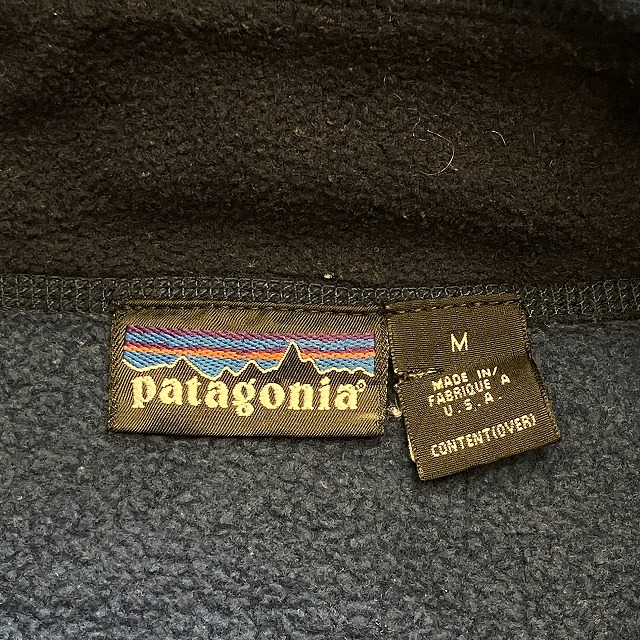 patagonia®
M
MADE IN/
FABRIQUE A
U.S.A.
CONTENT(OVER)